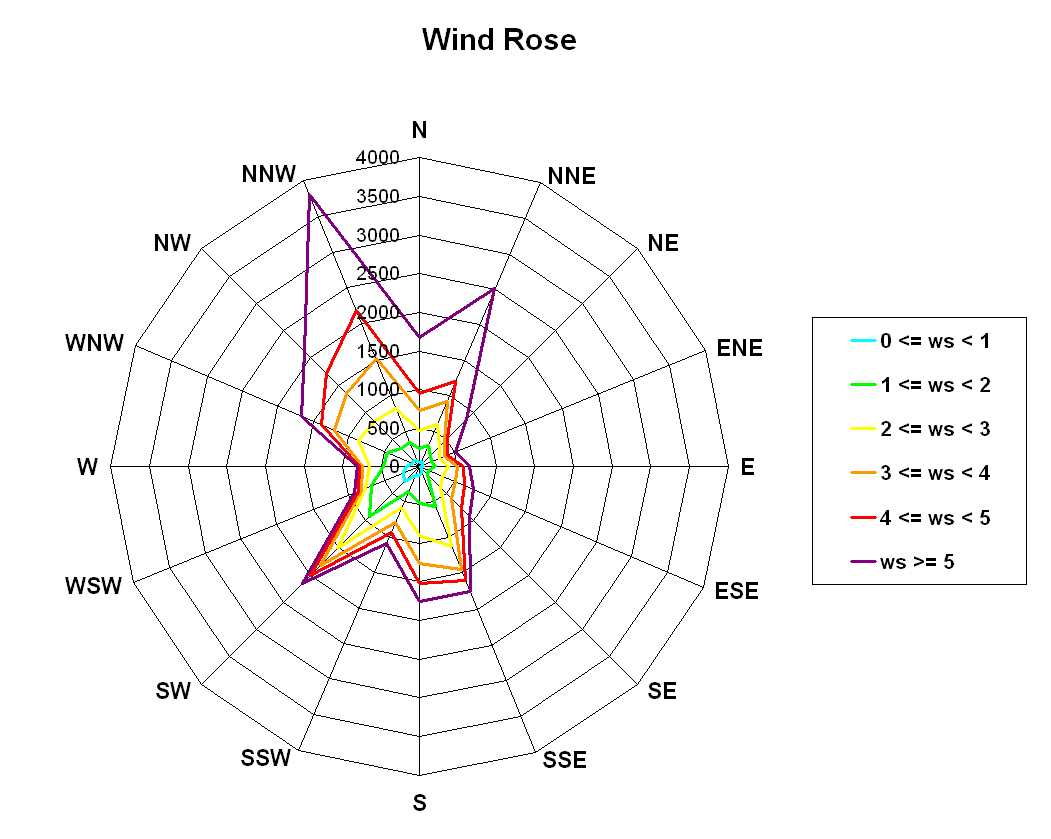 Wind Rose
N
NNE
NE
ENE
E
ESE
SE
SSE
S
SSW
SW
WSW
W
WNW
NW
NNW
4000
3500
3000
2500
2000
1500
1000
500
0
0 <= ws < 1
1 <= ws < 2
2 <= ws < 3
3 <= ws < 4
4 <= ws < 5
ws >= 5